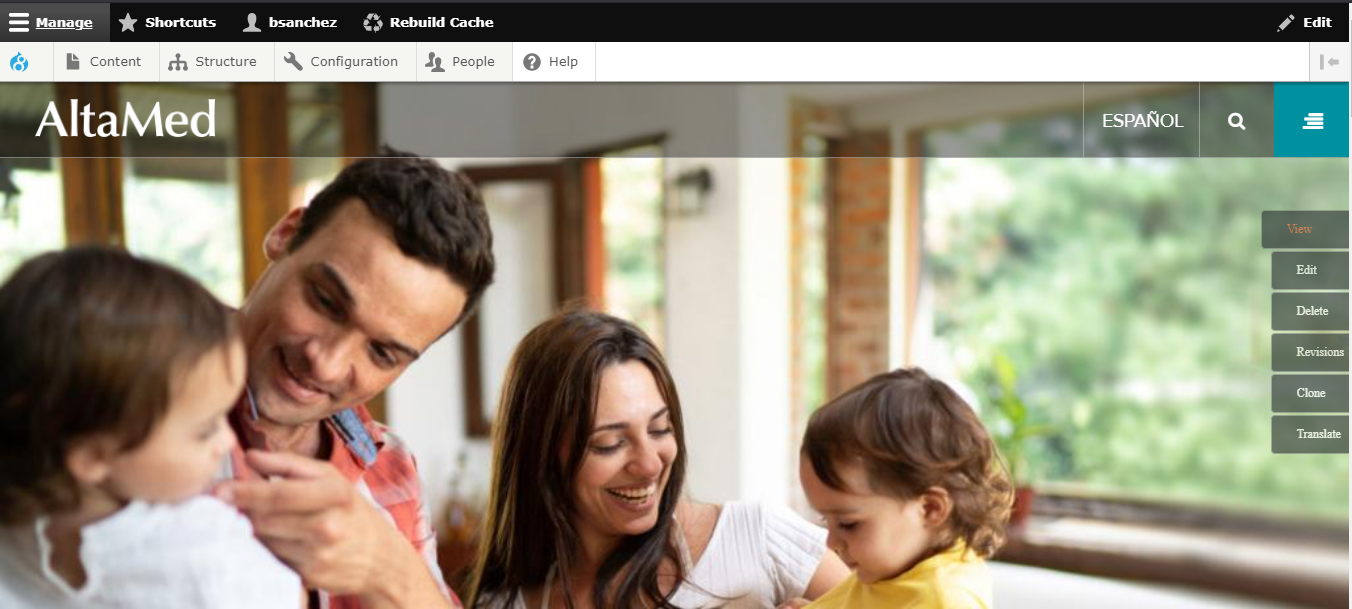 Manage Shortcuts bsanchez Rebuild Cache Edit
Content Structure Configuration People Help
AltaMed ESPAÑOL
View
Edit
Delete
Revisions
Clone
Translate